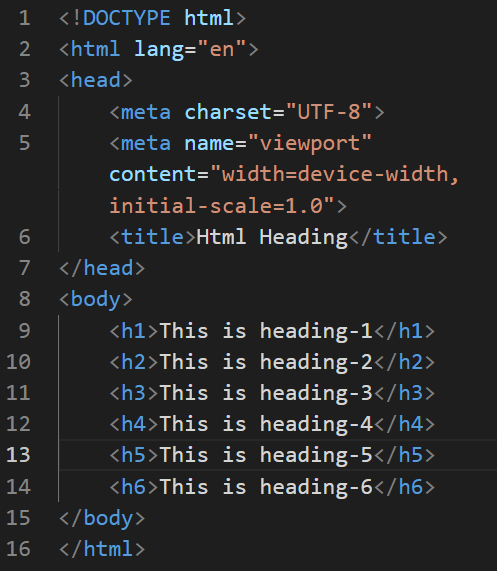 1 <!DOCTYPE html>
2 <html lang="en">
3 <head>
4     <meta charset="UTF-8">
5     <meta name="viewport"
    content="width=device-width,
    initial-scale=1.0">
6     <title>Html Heading</title>
7 </head>
8 <body>
9     <h1>This is heading-1</h1>
10     <h2>This is heading-2</h2>
11     <h3>This is heading-3</h3>
12     <h4>This is heading-4</h4>
13     <h5>This is heading-5</h5>
14     <h6>This is heading-6</h6>
15 </body>
16 </html>